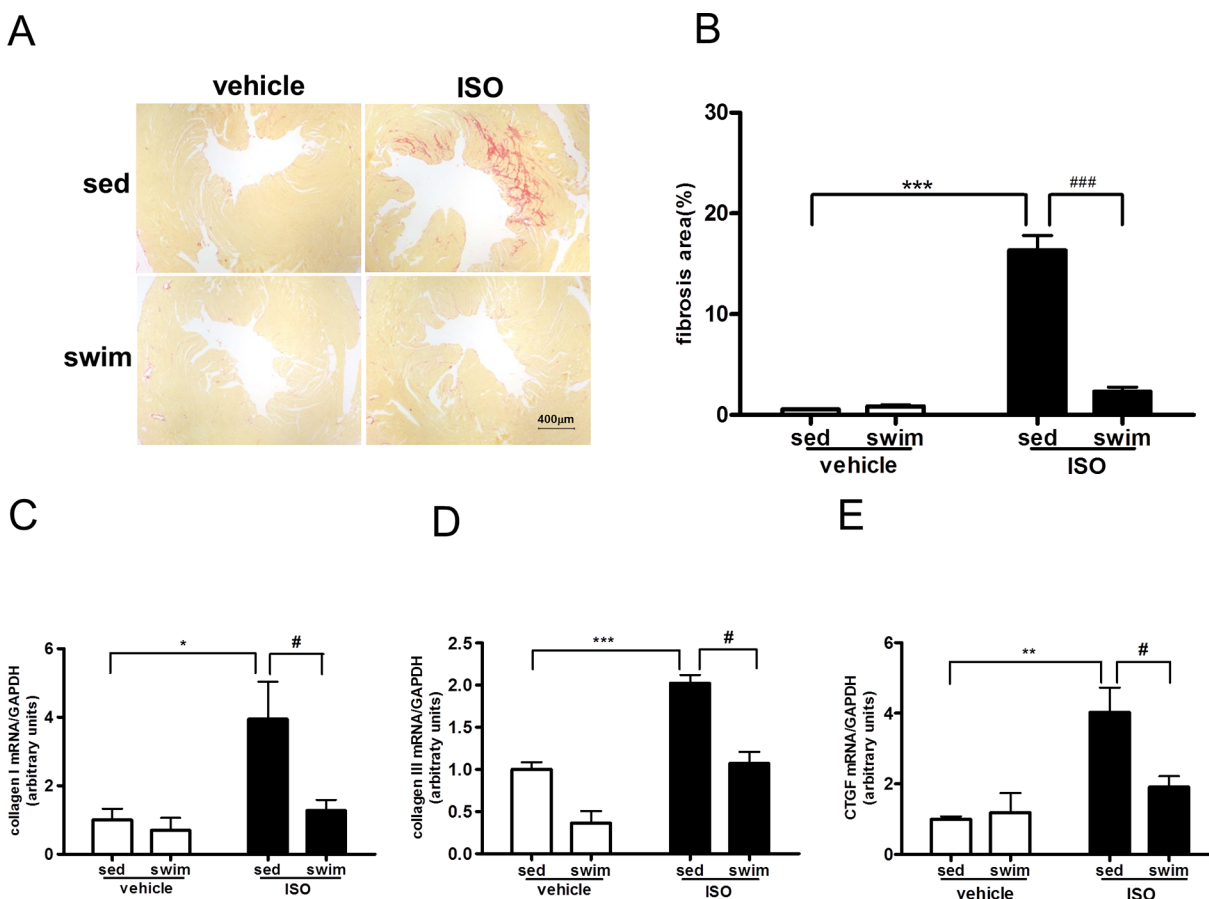 A
vehicle
ISO
sed
swim
400μm
B
fibrosis area(%)
30
20
10
0
***
###
sed
swim
sed
swim
vehicle
ISO
C
collagen I mRNA/GAPDH
(arbitrary units)
6
4
2
0
*
#
sed
swim
sed
swim
vehicle
ISO
D
collagen III mRNA/GAPDH
(arbitraty units)
2.5
2.0
1.5
1.0
0.5
0.0
***
#
sed
swim
sed
swim
vehicle
ISO
E
CTGF mRNA/GAPDH
(arbitrary units)
6
4
2
0
**
#
sed
swim
sed
swim
vehicle
ISO